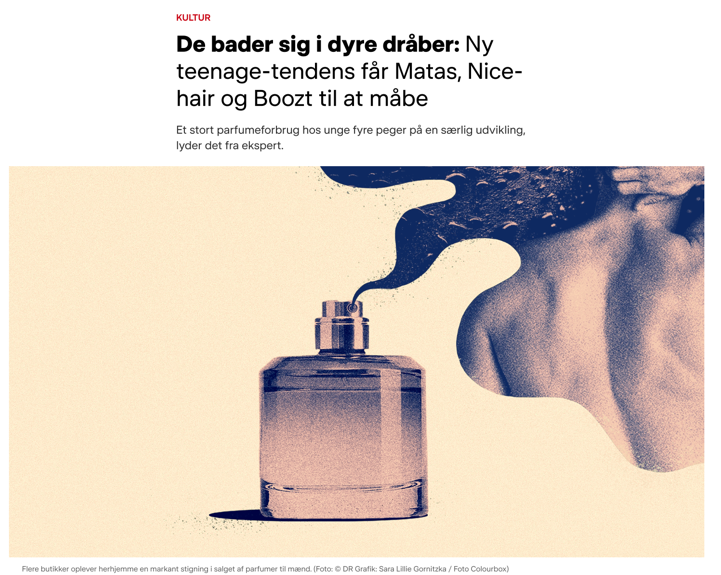 KULTUR
De bader sig i dyre dråber: Ny
teenage-tendens får Matas, Nice-
hair og Boozt til at måbe
Et stort parfumeforbrug hos unge fyre peger på en særlig udvikling,
lyder det fra ekspert.
Flere butikker oplever herhjemme en markant stigning i salget af parfumer til mænd. (Foto: © DR Grafik: Sara Lillie Gornitzka / Foto Colourbox)